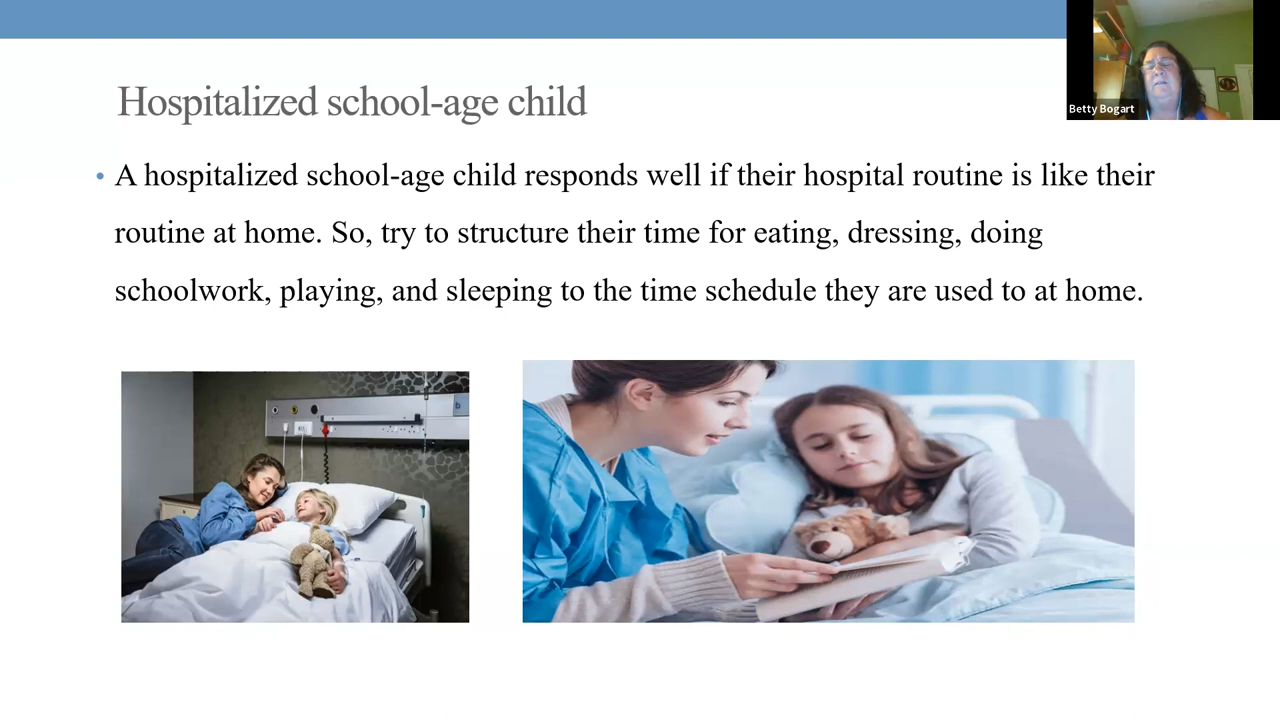 Hospitalized school-age child
Betty Bogart
• A hospitalized school-age child responds well if their hospital routine is like their
routine at home. So, try to structure their time for eating, dressing, doing
schoolwork, playing, and sleeping to the time schedule they are used to at home.